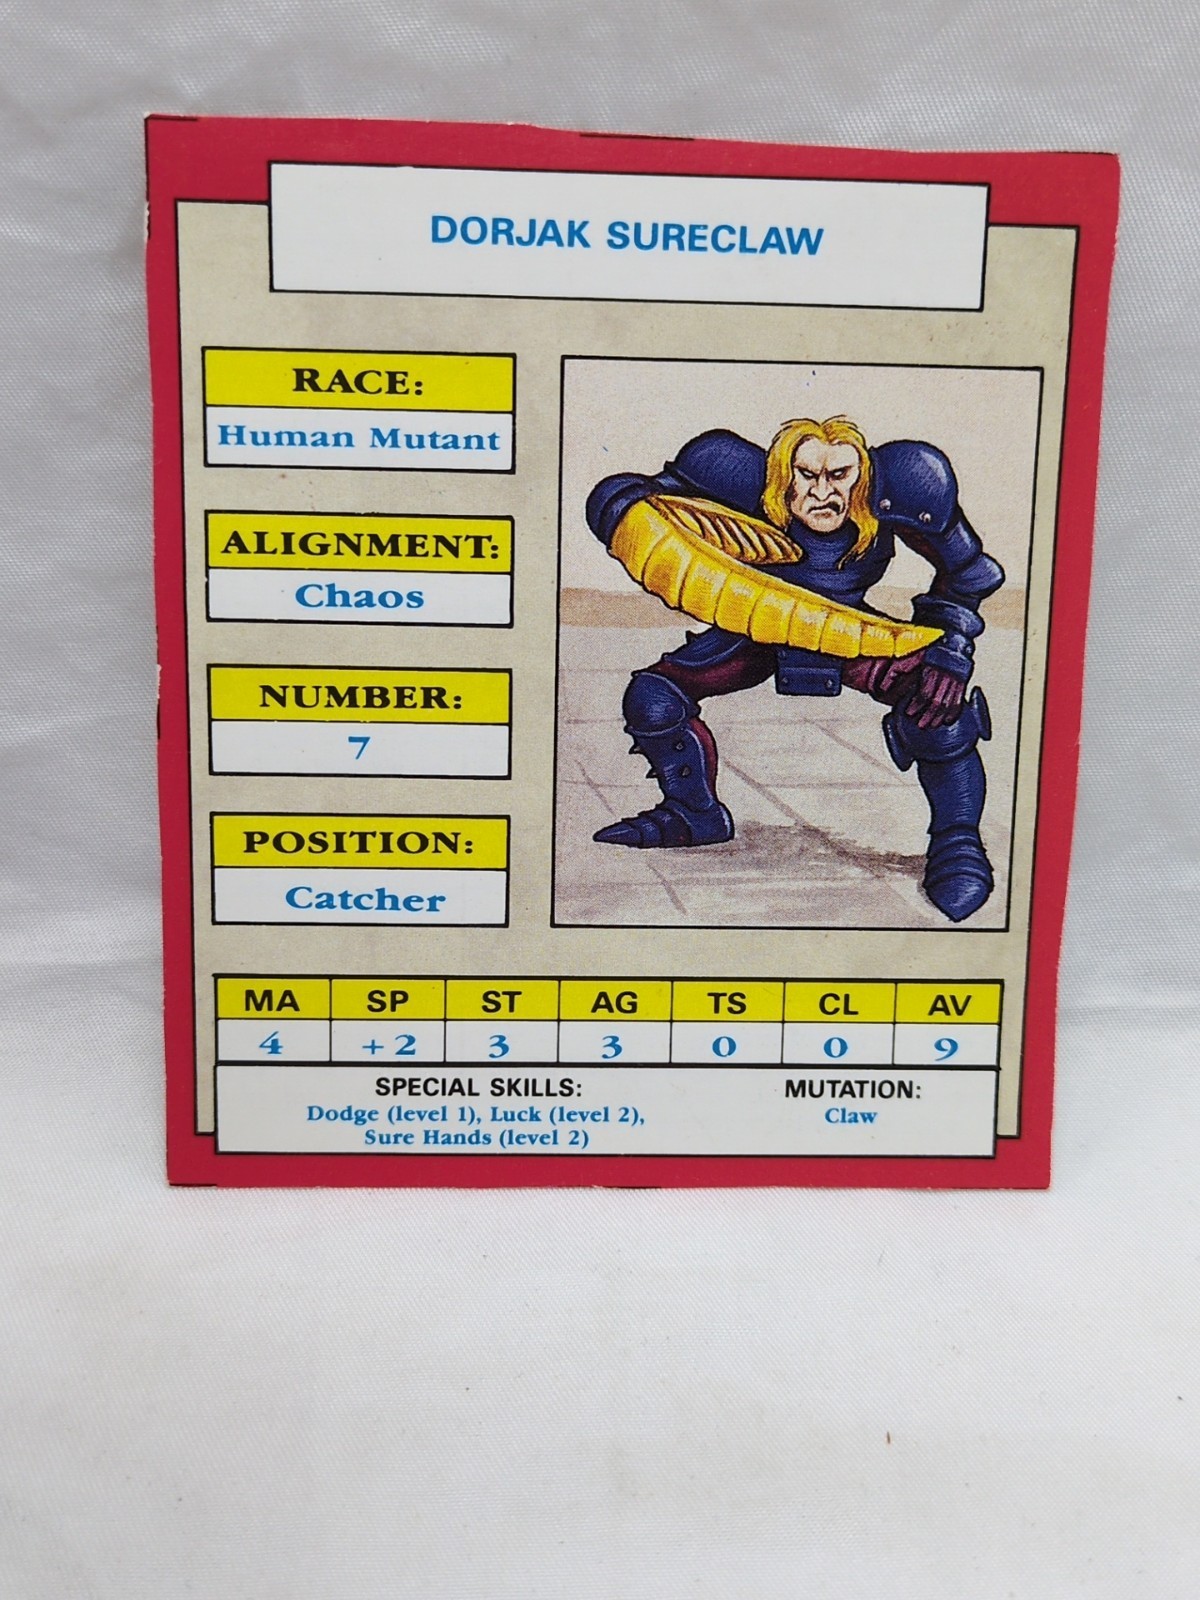 DORJAK SURECLAW
RACE:
Human Mutant
ALIGNMENT:
Chaos
NUMBER:
7
POSITION:
Catcher
MA SP ST AG TS CL AV
4 +2 3 3 0 0 9
SPECIAL SKILLS: MUTATION:
Dodge (level 1), Luck (level 2), Claw
Sure Hands (level 2)